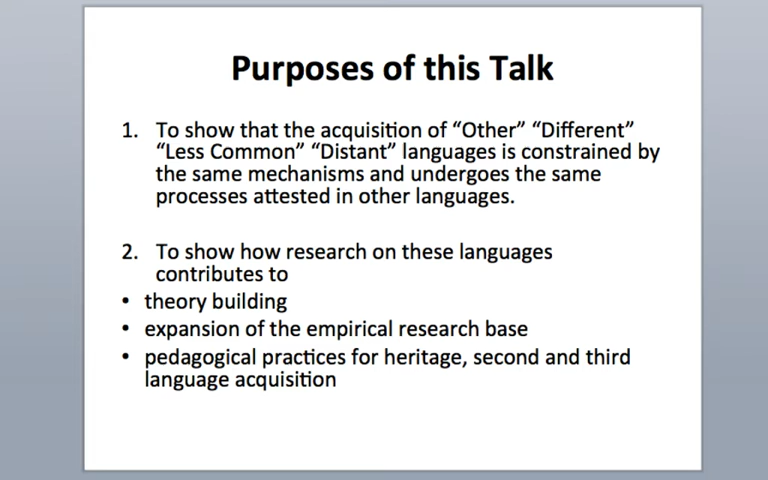 Purposes of this Talk
1. To show that the acquisition of “Other” “Different”
“Less Common” “Distant” languages is constrained by
the same mechanisms and undergoes the same
processes attested in other languages.
2. To show how research on these languages
contributes to
• theory building
• expansion of the empirical research base
• pedagogical practices for heritage, second and third
language acquisition